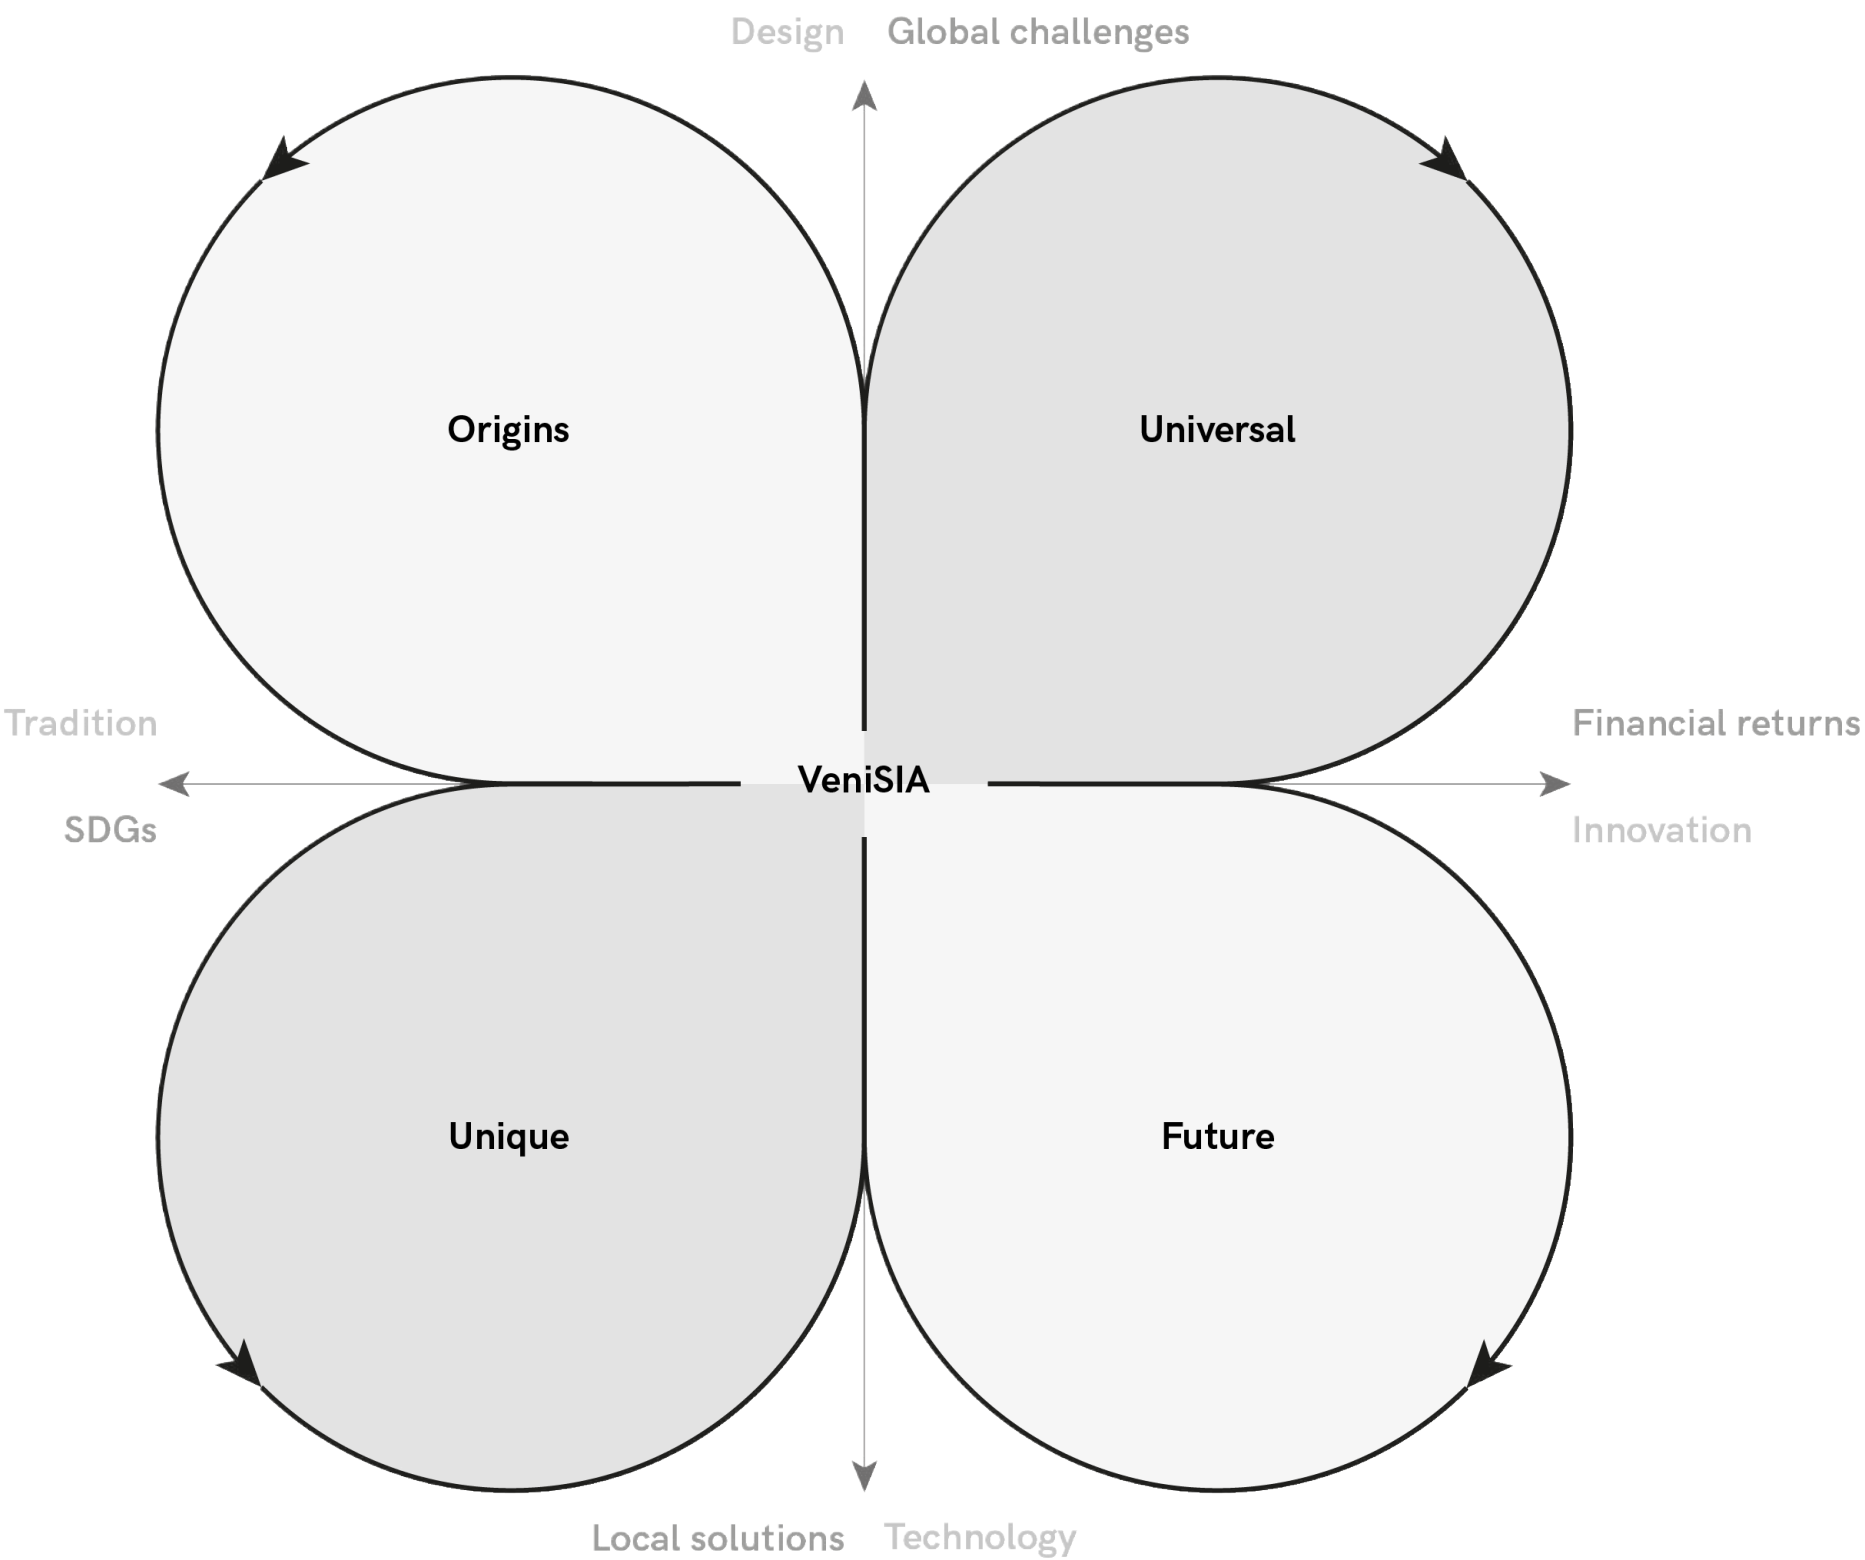 Design
Global challenges
Origins
Universal
Tradition
Financial returns
VeniSIA
SDGs
Innovation
Unique
Future
Local solutions
Technology